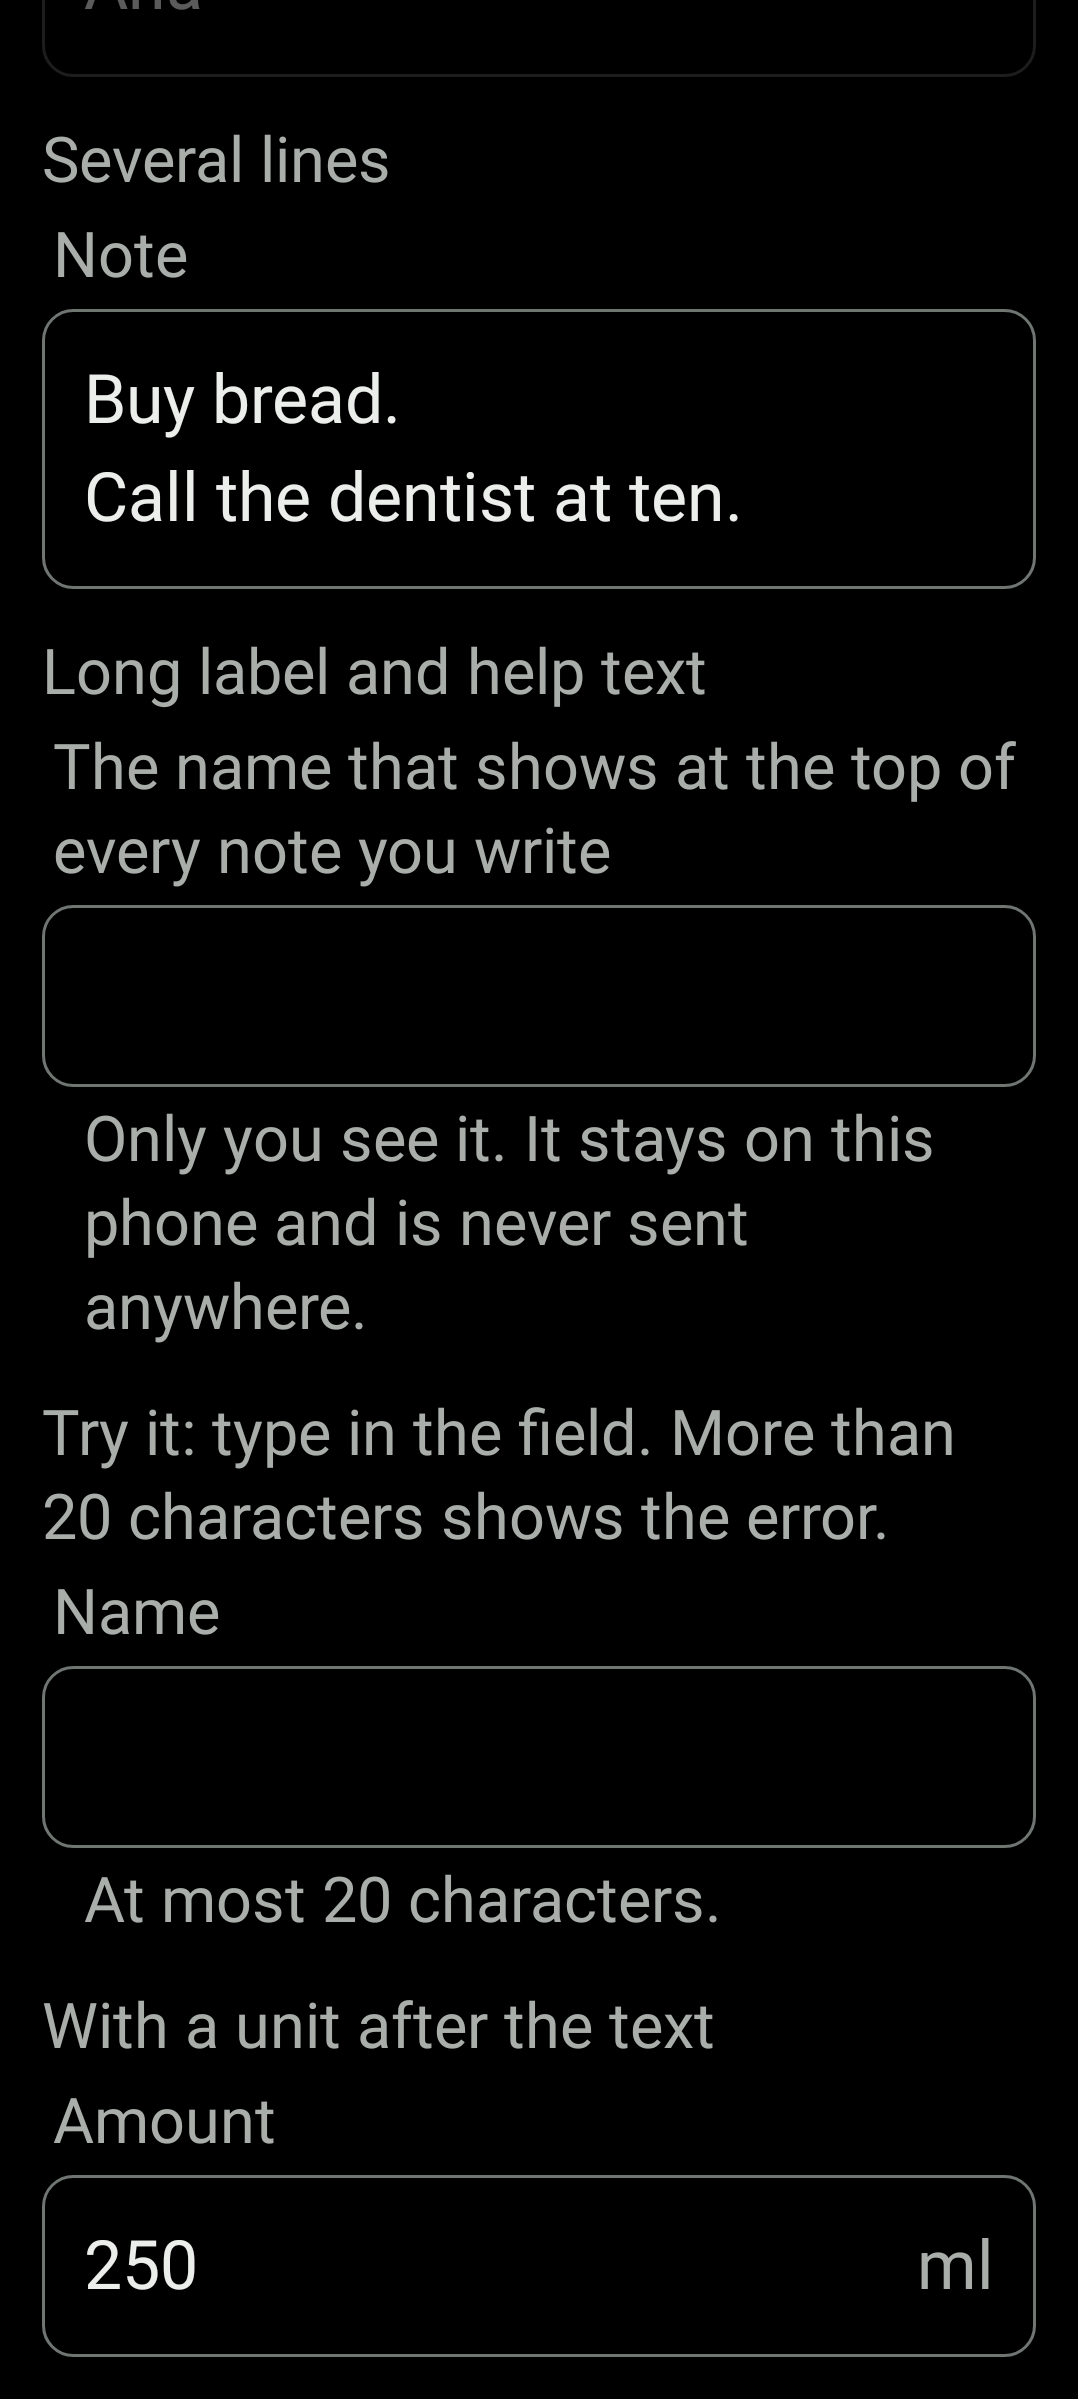 Several lines
Note
Buy bread.
Call the dentist at ten.
Long label and help text
The name that shows at the top of
every note you write
Only you see it. It stays on this
phone and is never sent
anywhere.
Try it: type in the field. More than
20 characters shows the error.
Name
At most 20 characters.
With a unit after the text
Amount
250 ml